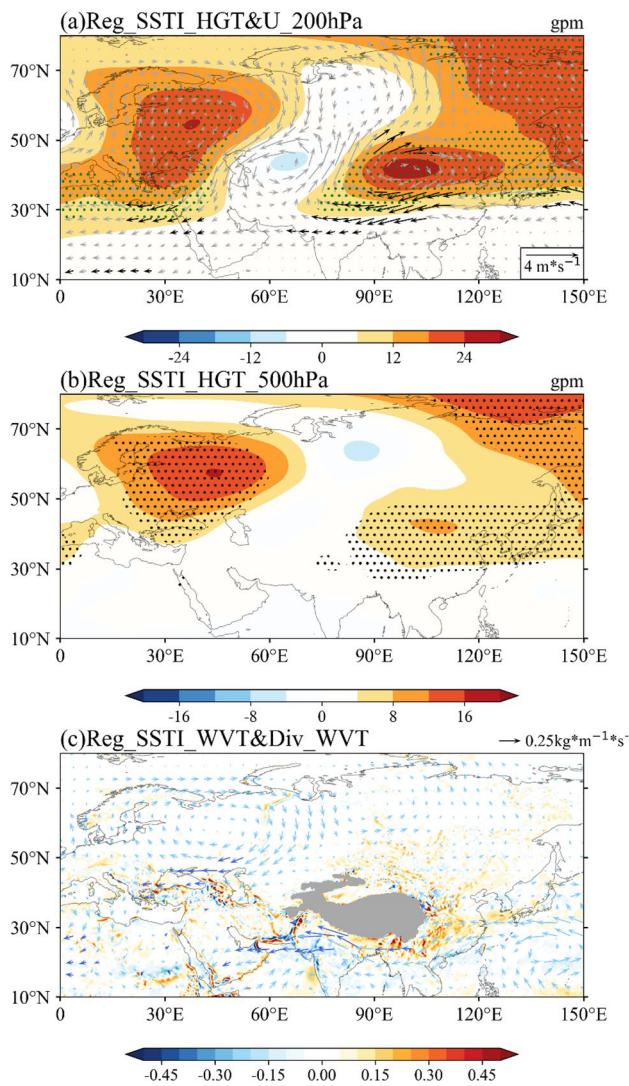 (a)Reg_SSTI_HGT&U_200hPa gpm
70°N
50°N
30°N
10°N
4 m*s⁻¹
0 30°E 60°E 90°E 120°E 150°E
-24 -12 0 12 24
(b)Reg_SSTI_HGT_500hPa gpm
70°N
50°N
30°N
10°N
0 30°E 60°E 90°E 120°E 150°E
-16 -8 0 8 16
(c)Reg_SSTI_WVT&Div_WVT 0.25kg*m⁻¹*s⁻
70°N
50°N
30°N
10°N
0 30°E 60°E 90°E 120°E 150°E
-0.45 -0.30 -0.15 0.00 0.15 0.30 0.45